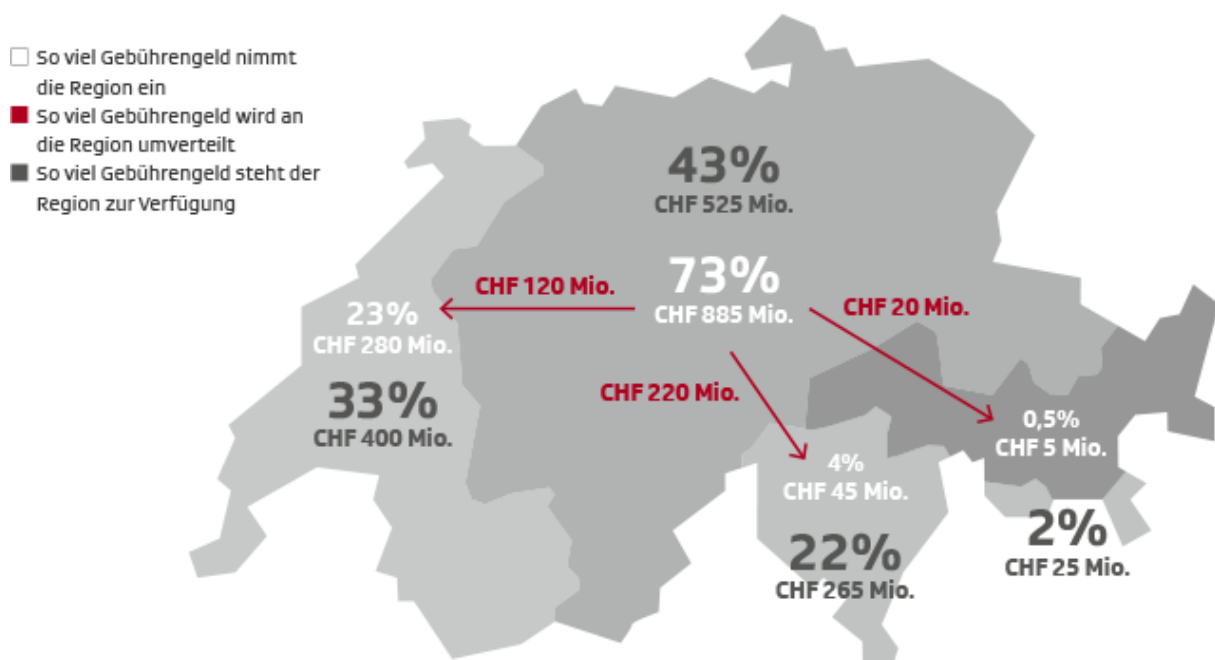 So viel Gebührengeld nimmt
die Region ein
So viel Gebührengeld wird an
die Region umverteilt
So viel Gebührengeld steht der
Region zur Verfügung
43%
CHF 525 Mio.
73%
CHF 885 Mio.
CHF 120 Mio.
CHF 20 Mio.
CHF 220 Mio.
23%
CHF 280 Mio.
33%
CHF 400 Mio.
4%
CHF 45 Mio.
22%
CHF 265 Mio.
0,5%
CHF 5 Mio.
2%
CHF 25 Mio.